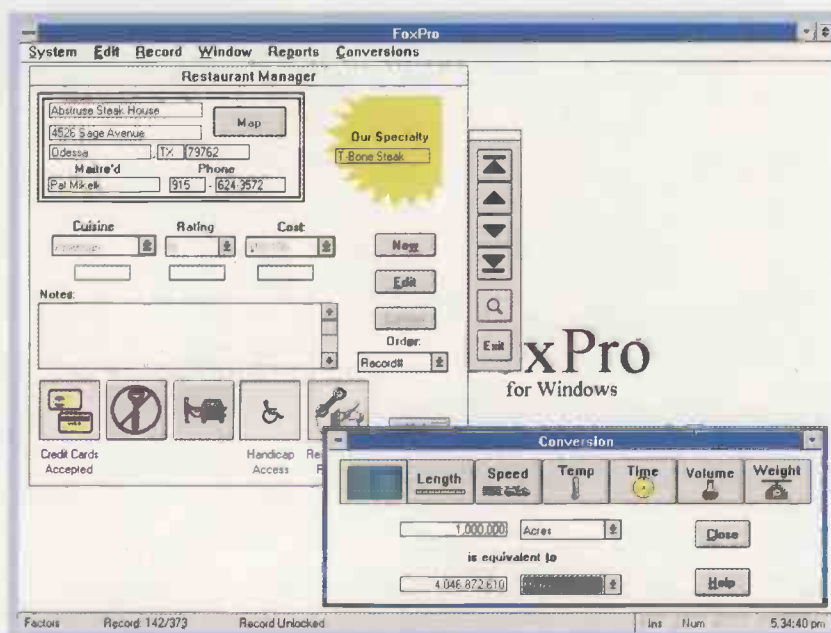 FoxPro
System Edit Record Window Reports Conversions
Restaurant Manager
Abstruse Steak House
Map
4526 Sage Avenue
Odessa , TX 79762
Maitre'd Phone
Pat 915 - 624-3572
Our Specialty
T-Bone Steak
Cuisine Rating Cost
New
Edit
Notes:
Order:
Record#
Exit
xPro
for Windows
Credit Cards
Accepted
Handicap
Access
Conversion
Length Speed Temp Time Volume Weight
1,000.000 Acres
Close
is equivalent to
4,046,872.610
Help
Factors Record: 142/373 Record Unlocked Ins Num 5:34:40 pm